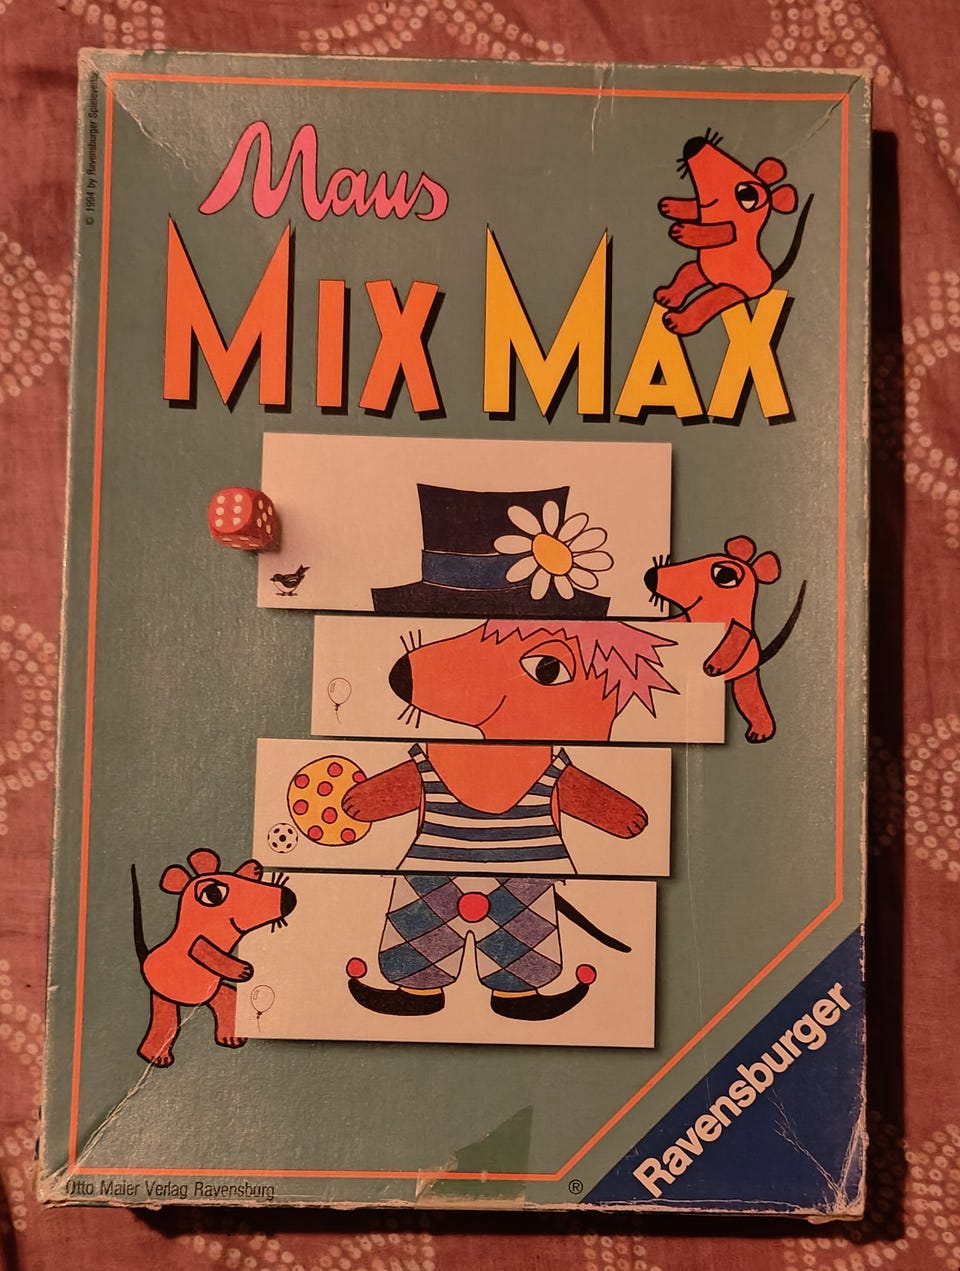 Maus
MIX MAX
© 1994 by Ravensburger Spieleverlag
Ravensburger
Otto Maier Verlag Ravensburg
®